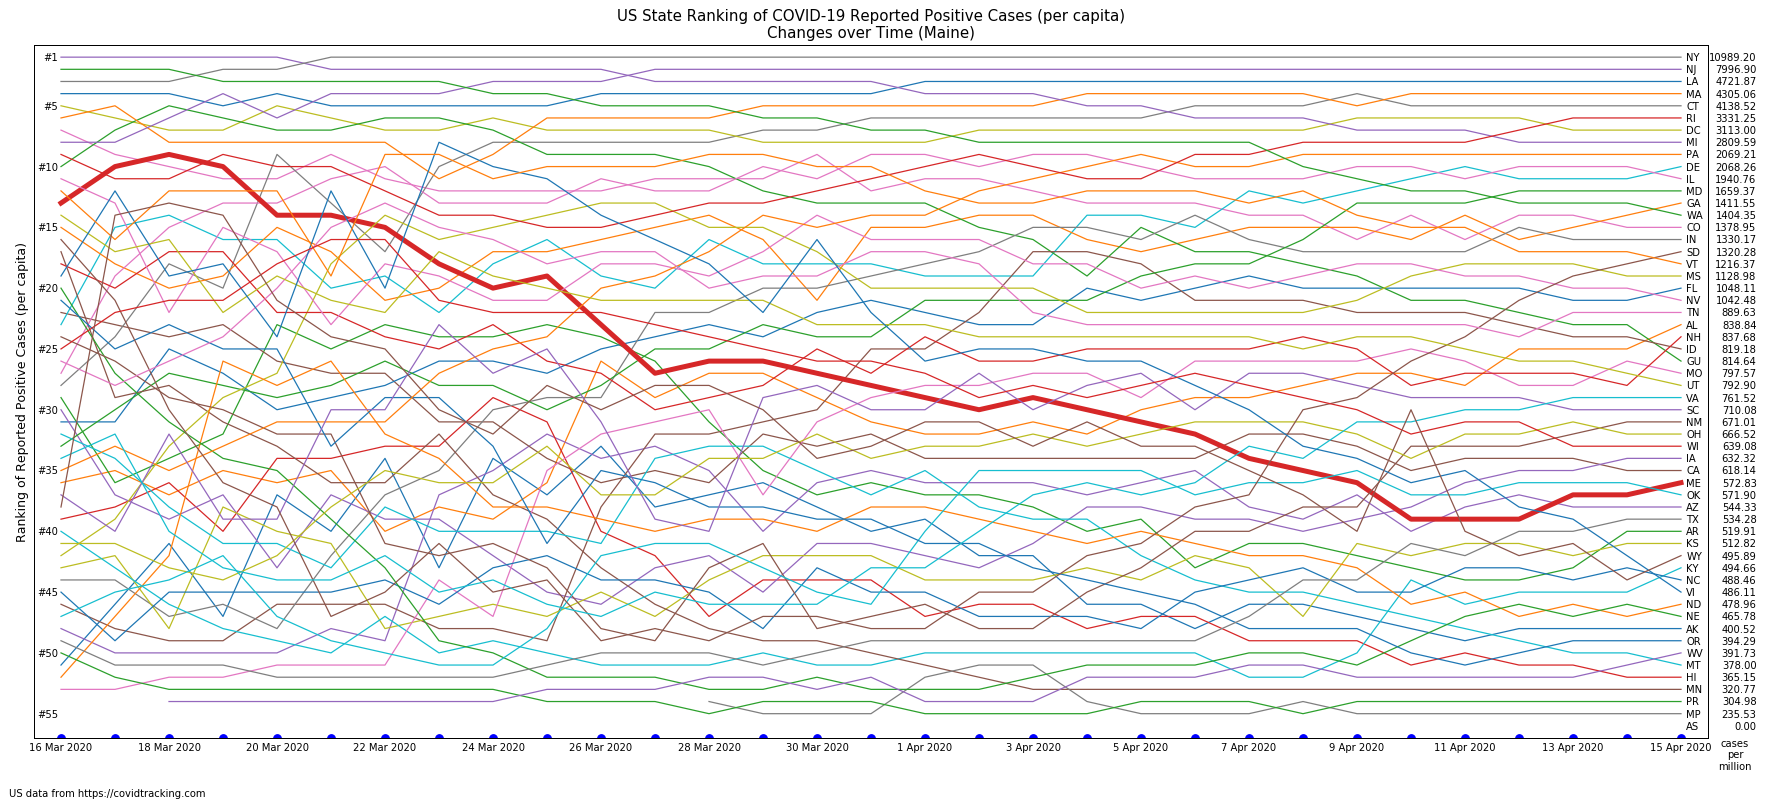 US State Ranking of COVID-19 Reported Positive Cases (per capita)
Changes over Time (Maine)
Ranking of Reported Positive Cases (per capita)
#1
#5
#10
#15
#20
#25
#30
#35
#40
#45
#50
#55
NY 10989.20
NJ 7996.90
LA 4721.87
MA 4305.06
CT 4138.52
RI 3331.25
DC 3113.00
MI 2809.59
PA 2069.21
DE 2068.26
IL 1940.76
MD 1659.37
GA 1411.55
WA 1404.35
CO 1378.95
IN 1330.17
SD 1320.28
VT 1216.37
MS 1128.98
FL 1048.11
NV 1042.48
TN 889.63
AL 838.84
NH 837.68
ID 819.18
GU 814.64
MO 797.57
UT 792.90
VA 761.52
SC 710.08
NM 671.01
OH 666.52
WI 639.08
IA 632.32
CA 618.14
ME 572.83
OK 571.90
AZ 544.33
TX 534.28
AR 519.91
KS 512.82
WY 495.89
KY 494.66
NC 488.46
VI 486.11
ND 478.96
NE 465.78
AK 400.52
OR 394.29
WV 391.73
MT 378.00
HI 365.15
MN 320.77
PR 304.98
MP 235.53
AS 0.00
16 Mar 2020 18 Mar 2020 20 Mar 2020 22 Mar 2020 24 Mar 2020 26 Mar 2020 28 Mar 2020 30 Mar 2020 1 Apr 2020 3 Apr 2020 5 Apr 2020 7 Apr 2020 9 Apr 2020 11 Apr 2020 13 Apr 2020 15 Apr 2020
cases
per
million
US data from https://covidtracking.com